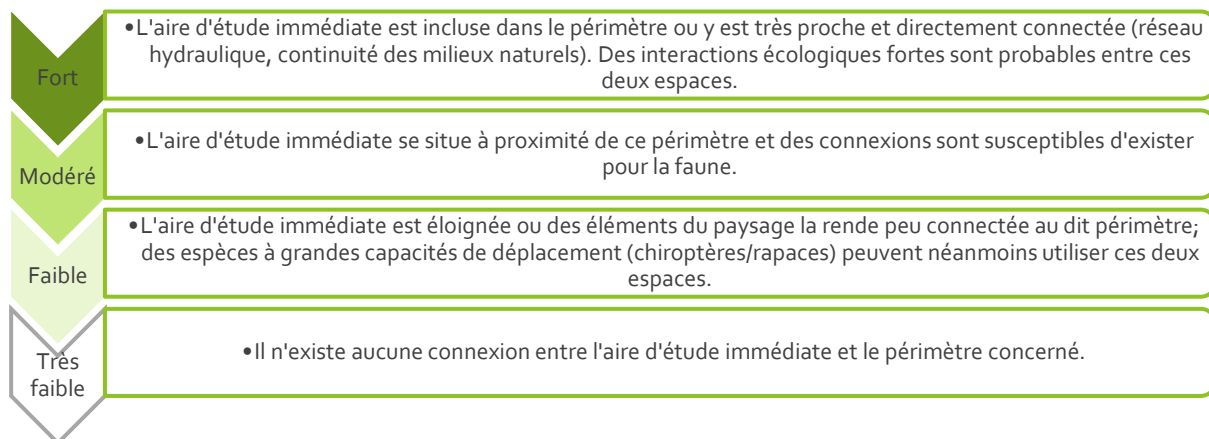 Fort
•L'aire d'étude immédiate est incluse dans le périmètre ou y est très proche et directement connectée (réseau
hydraulique, continuité des milieux naturels). Des interactions écologiques fortes sont probables entre ces
deux espaces.
Modéré
•L'aire d'étude immédiate se situe à proximité de ce périmètre et des connexions sont susceptibles d'exister
pour la faune.
Faible
•L'aire d'étude immédiate est éloignée ou des éléments du paysage la rende peu connectée au dit périmètre;
des espèces à grandes capacités de déplacement (chiroptères/rapaces) peuvent néanmoins utiliser ces deux
espaces.
Très
faible
•Il n'existe aucune connexion entre l'aire d'étude immédiate et le périmètre concerné.